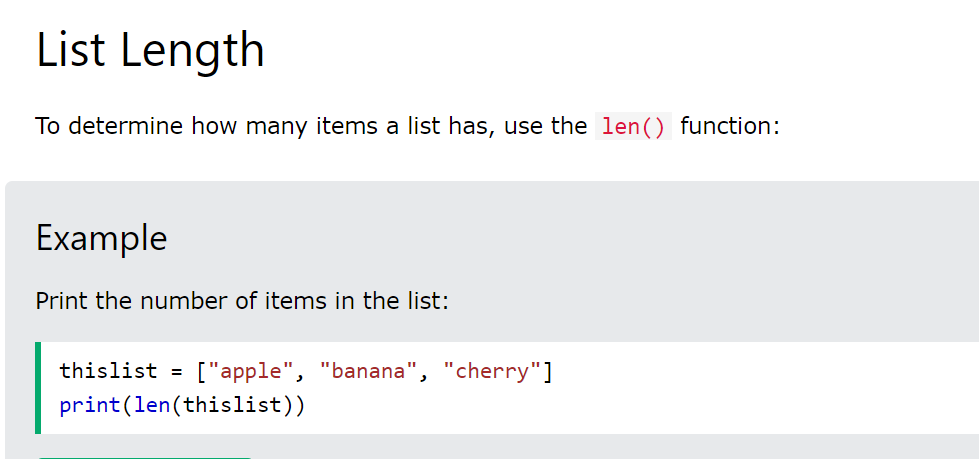 List Length
To determine how many items a list has, use the len() function:
Example
Print the number of items in the list:
thislist = ["apple", "banana", "cherry"]
print(len(thislist))